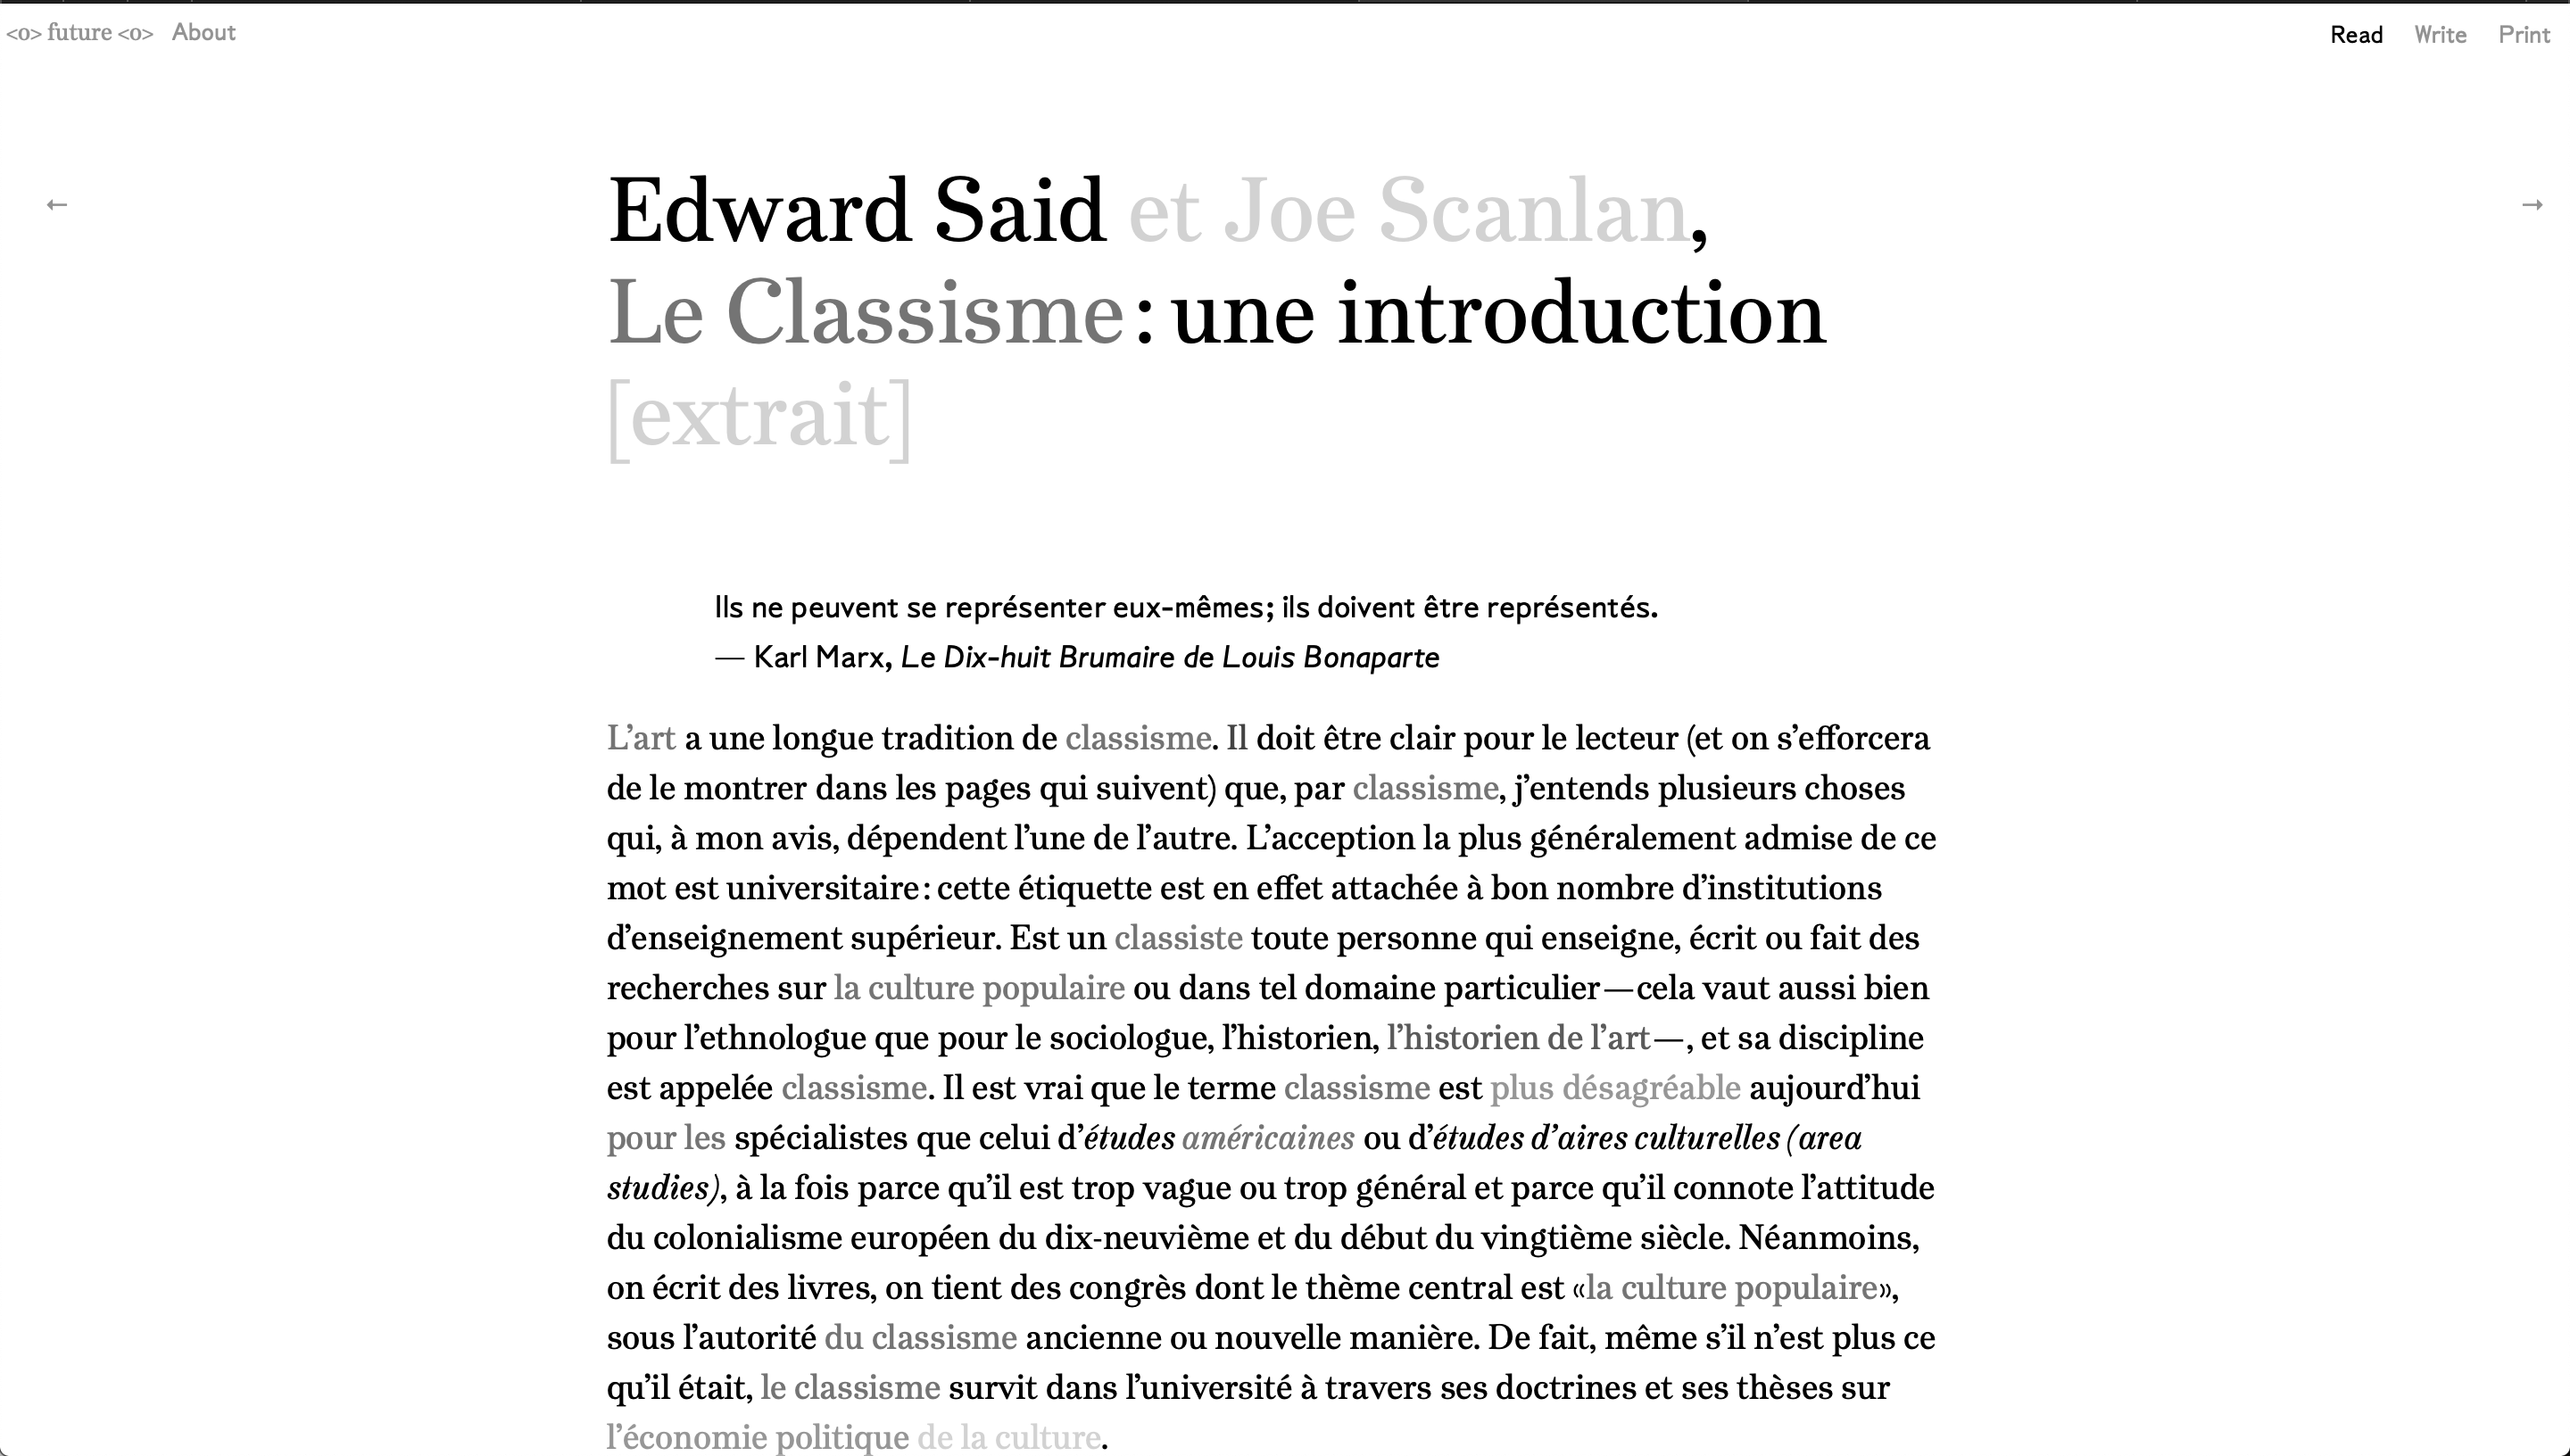 <o> future <o> About Read Write Print
← →
Edward Said et Joe Scanlan,
Le Classisme : une introduction
[extrait]
Ils ne peuvent se représenter eux-mêmes ; ils doivent être représentés.
— Karl Marx, Le Dix-huit Brumaire de Louis Bonaparte
L’art a une longue tradition de classisme. Il doit être clair pour le lecteur (et on s’efforcera
de le montrer dans les pages qui suivent) que, par classisme, j’entends plusieurs choses
qui, à mon avis, dépendent l’une de l’autre. L’acception la plus généralement admise de ce
mot est universitaire : cette étiquette est en effet attachée à bon nombre d’institutions
d’enseignement supérieur. Est un classiste toute personne qui enseigne, écrit ou fait des
recherches sur la culture populaire ou dans tel domaine particulier — cela vaut aussi bien
pour l’ethnologue que pour le sociologue, l’historien, l’historien de l’art —, et sa discipline
est appelée classisme. Il est vrai que le terme classisme est plus désagréable aujourd’hui
pour les spécialistes que celui d’études américaines ou d’études d’aires culturelles (area
studies), à la fois parce qu’il est trop vague ou trop général et parce qu’il connote l’attitude
du colonialisme européen du dix-neuvième et du début du vingtième siècle. Néanmoins,
on écrit des livres, on tient des congrès dont le thème central est «la culture populaire»,
sous l’autorité du classisme ancienne ou nouvelle manière. De fait, même s’il n’est plus ce
qu’il était, le classisme survit dans l’université à travers ses doctrines et ses thèses sur
l’économie politique de la culture.